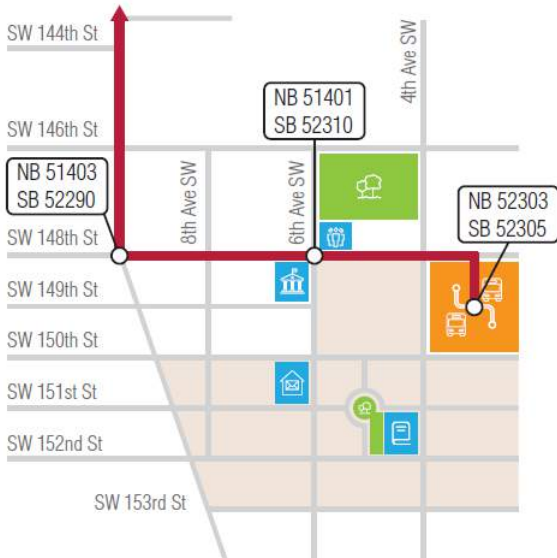 SW 144th St
4th Ave SW
NB 51401
SB 52310
SW 146th St
NB 51403
SB 52290
8th Ave SW
6th Ave SW
NB 52303
SB 52305
SW 148th St
SW 149th St
SW 150th St
SW 151st St
SW 152nd St
SW 153rd St